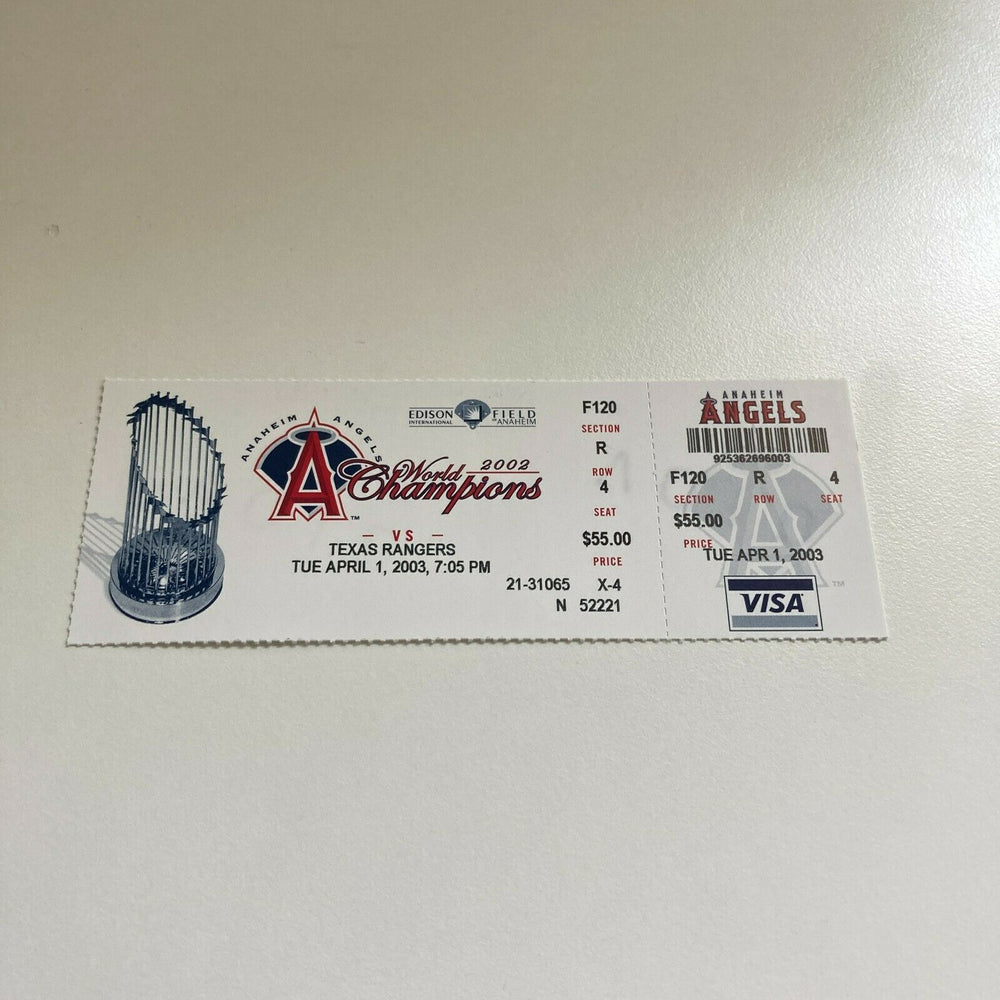 EDISON FIELD
INTERNATIONAL OF ANAHEIM
ANAHEIM ANGELS
A
TM
2002
World
Champions
— VS —
TEXAS RANGERS
TUE APRIL 1, 2003, 7:05 PM
21-31065 X-4
N 52221
F120
SECTION
R
ROW
4
SEAT
$55.00
PRICE
ANAHEIM
ANGELS
925362696003
F120 R 4
SECTION ROW SEAT
$55.00
PRICE
TUE APR 1, 2003
TM
VISA